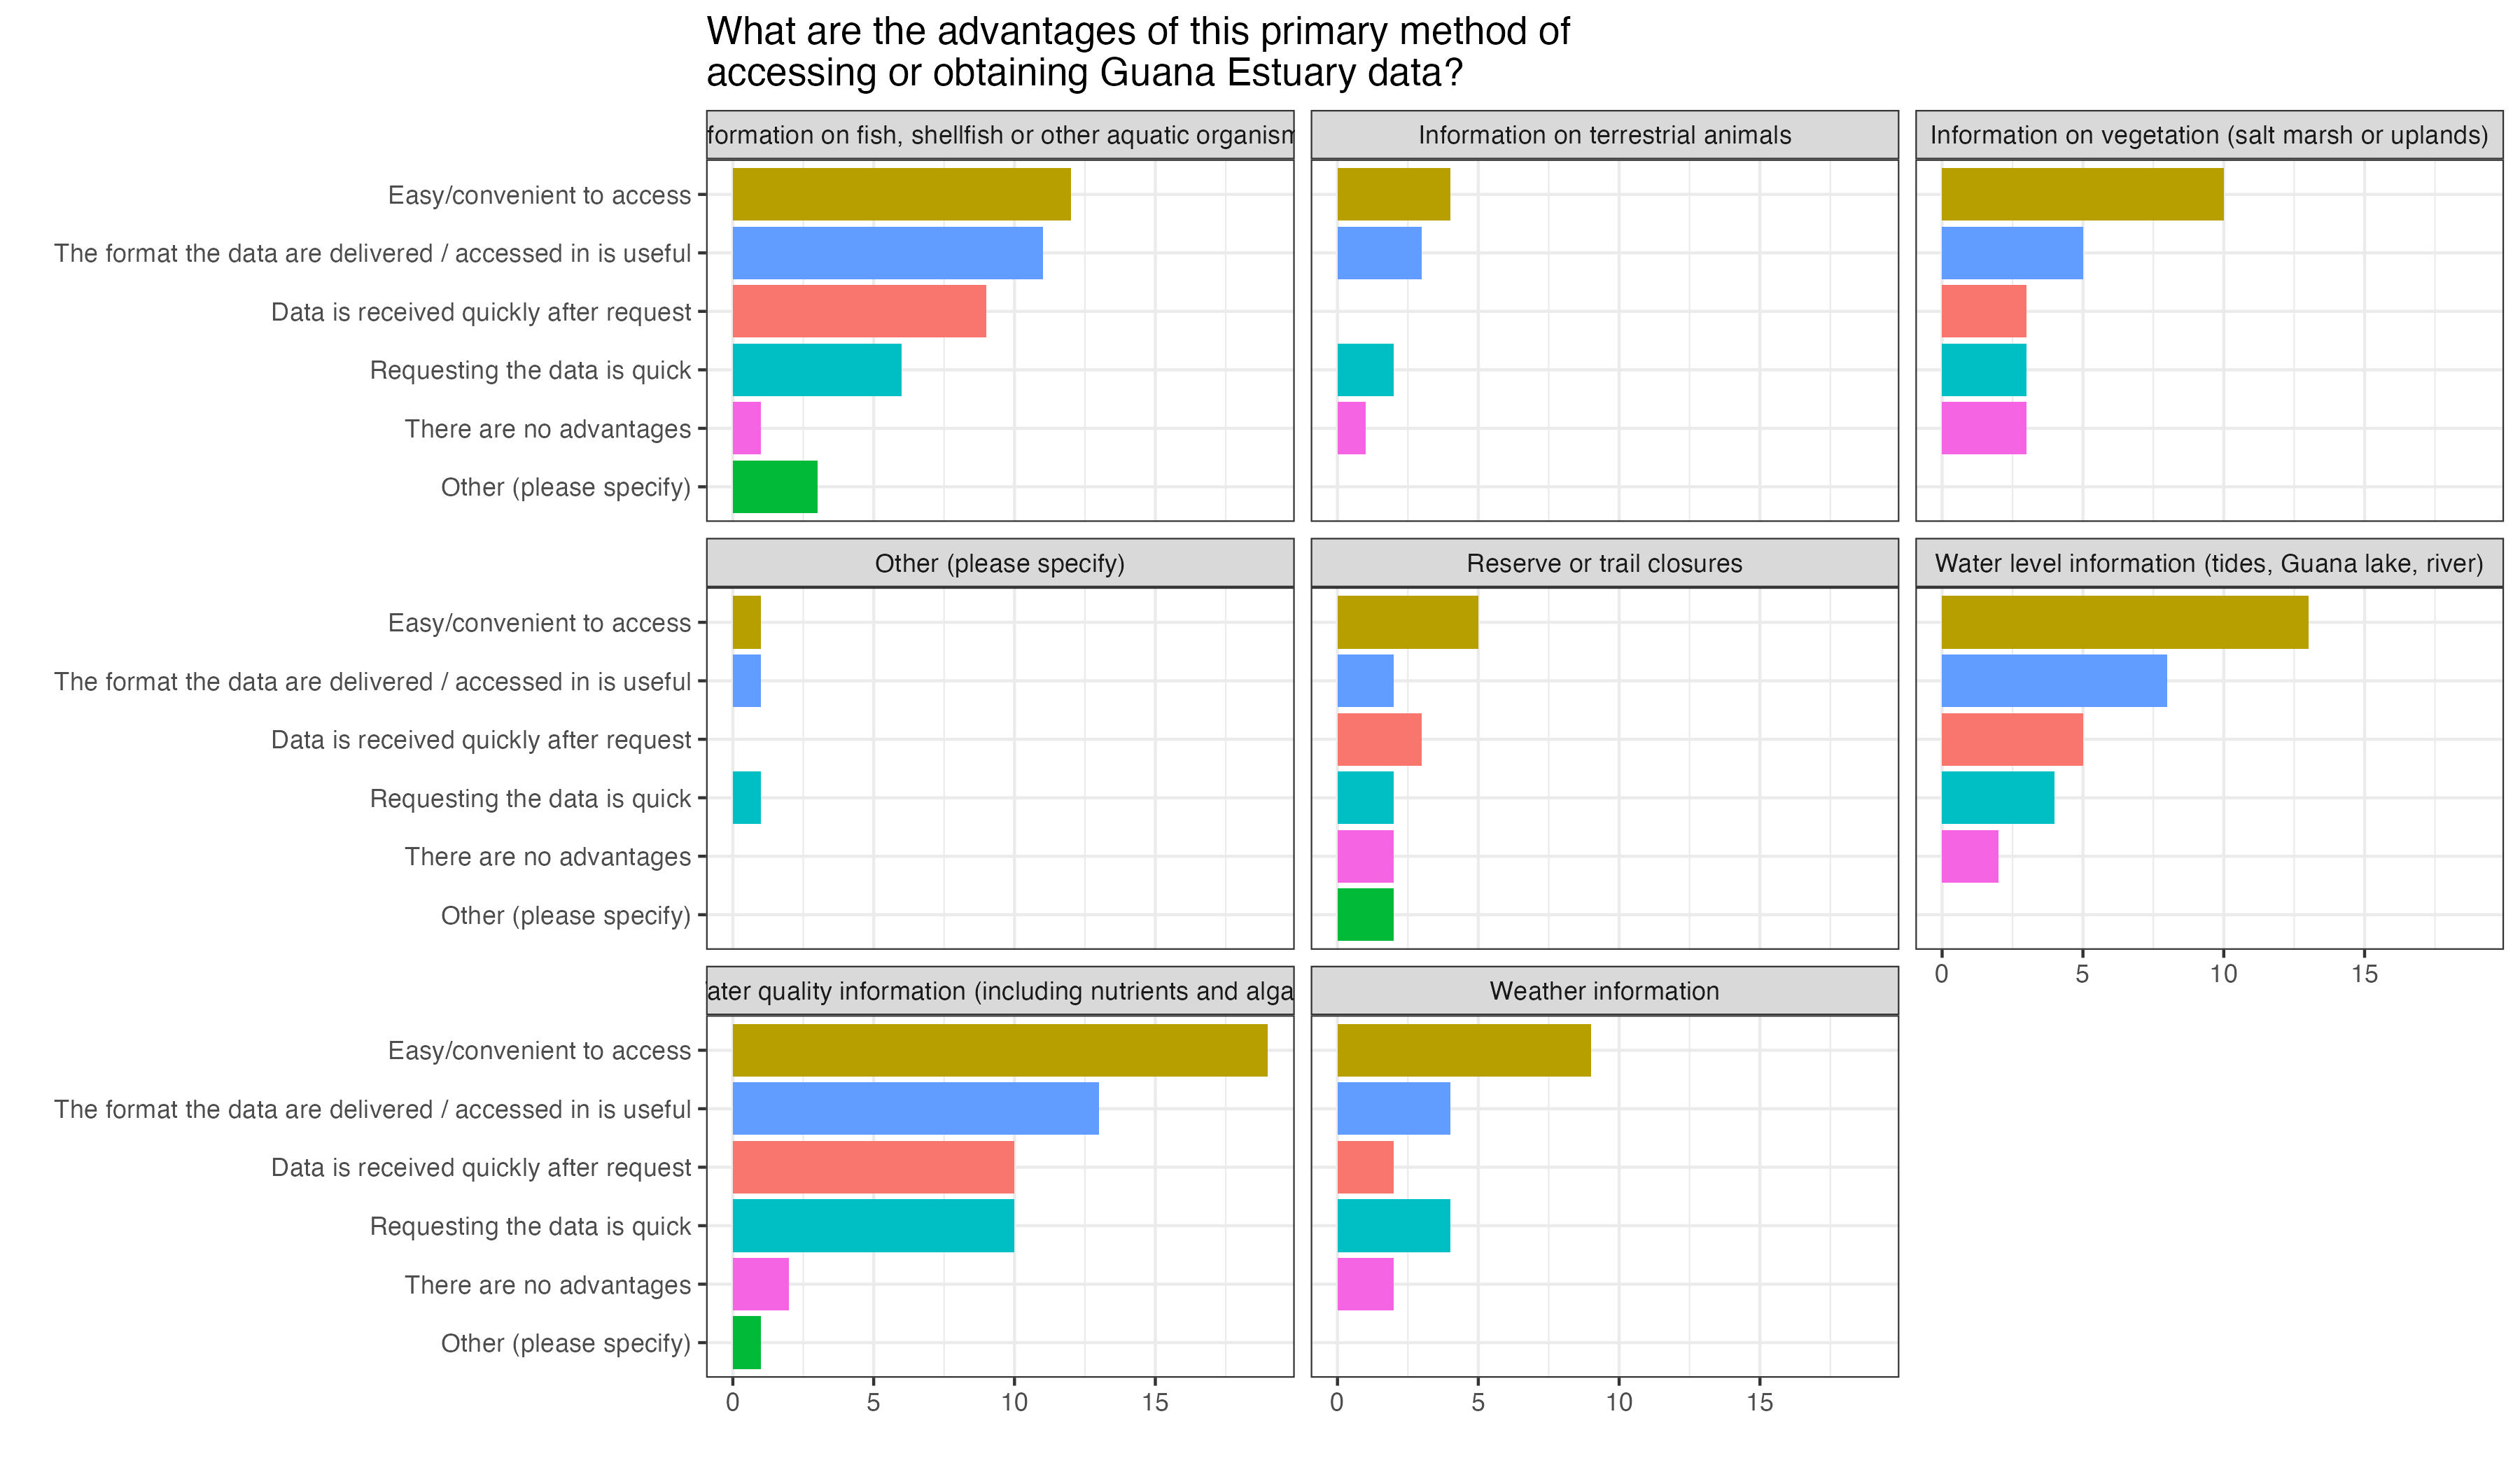 What are the advantages of this primary method of
accessing or obtaining Guana Estuary data?
formation on fish, shellfish or other aquatic organism
Information on terrestrial animals
Information on vegetation (salt marsh or uplands)
Easy/convenient to access
The format the data are delivered / accessed in is useful
Data is received quickly after request
Requesting the data is quick
There are no advantages
Other (please specify)
Other (please specify)
Reserve or trail closures
Water level information (tides, Guana lake, river)
Easy/convenient to access
The format the data are delivered / accessed in is useful
Data is received quickly after request
Requesting the data is quick
There are no advantages
Other (please specify)
0 5 10 15
ater quality information (including nutrients and alga
Weather information
Easy/convenient to access
The format the data are delivered / accessed in is useful
Data is received quickly after request
Requesting the data is quick
There are no advantages
Other (please specify)
0 5 10 15
0 5 10 15